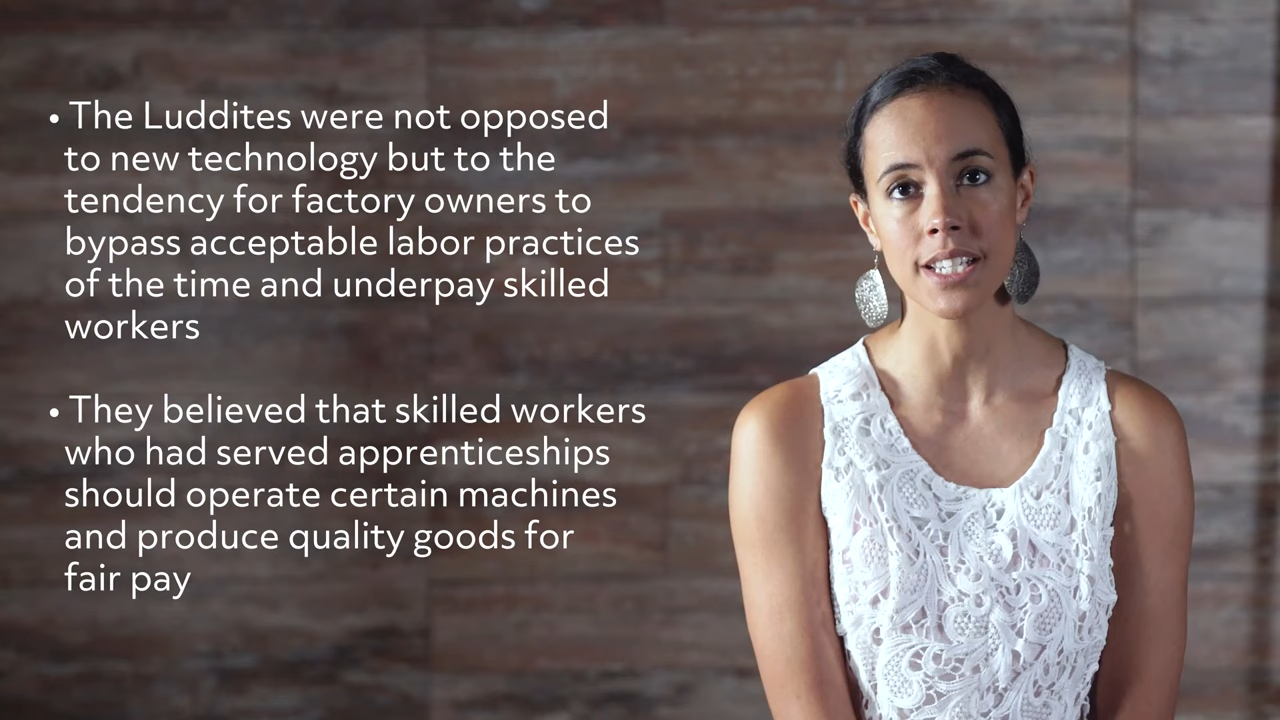 • The Luddites were not opposed
to new technology but to the
tendency for factory owners to
bypass acceptable labor practices
of the time and underpay skilled
workers
• They believed that skilled workers
who had served apprenticeships
should operate certain machines
and produce quality goods for
fair pay